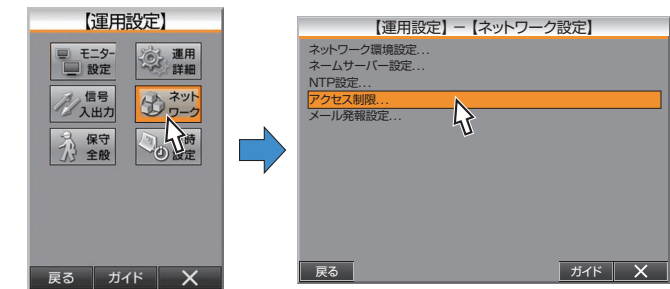 【運用設定】
モニター
設定
運用
詳細
信号
入出力
ネット
ワーク
保守
全般
時
設定
戻る
ガイド
【運用設定】－【ネットワーク設定】
ネットワーク環境設定...
ネームサーバー設定...
NTP設定...
アクセス制限...
メール発報設定...
戻る
ガイド